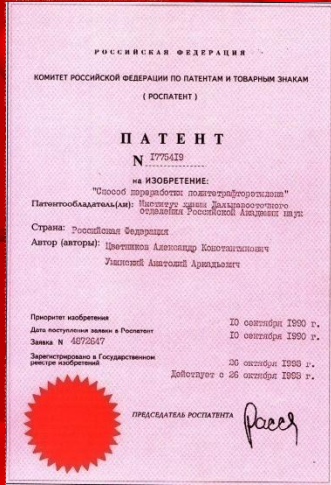 РОССИЙСКАЯ ФЕДЕРАЦИЯ
КОМИТЕТ РОССИЙСКОЙ ФЕДЕРАЦИИ ПО ПАТЕНТАМ И ТОВАРНЫМ ЗНАКАМ
( РОСПАТЕНТ )
ПАТЕНТ
N 1775419
на ИЗОБРЕТЕНИЕ:
"Способ переработки политетрафторэтилена"
Патентообладатель(ли): Институт химии Дальневосточного
отделения Российской Академии наук
Страна: Российская Федерация
Автор (авторы): Цветников Александр Константинович
Уминский Анатолий Аркадьевич
Приоритет изобретения 10 сентября 1990 г.
Дата поступления заявки в Роспатент 10 сентября 1990 г.
Заявка N 4872647
Зарегистрировано в Государственном
реестре изобретений 26 октября 1993 г.
Действует с 26 октября 1993 г.
ПРЕДСЕДАТЕЛЬ РОСПАТЕНТА